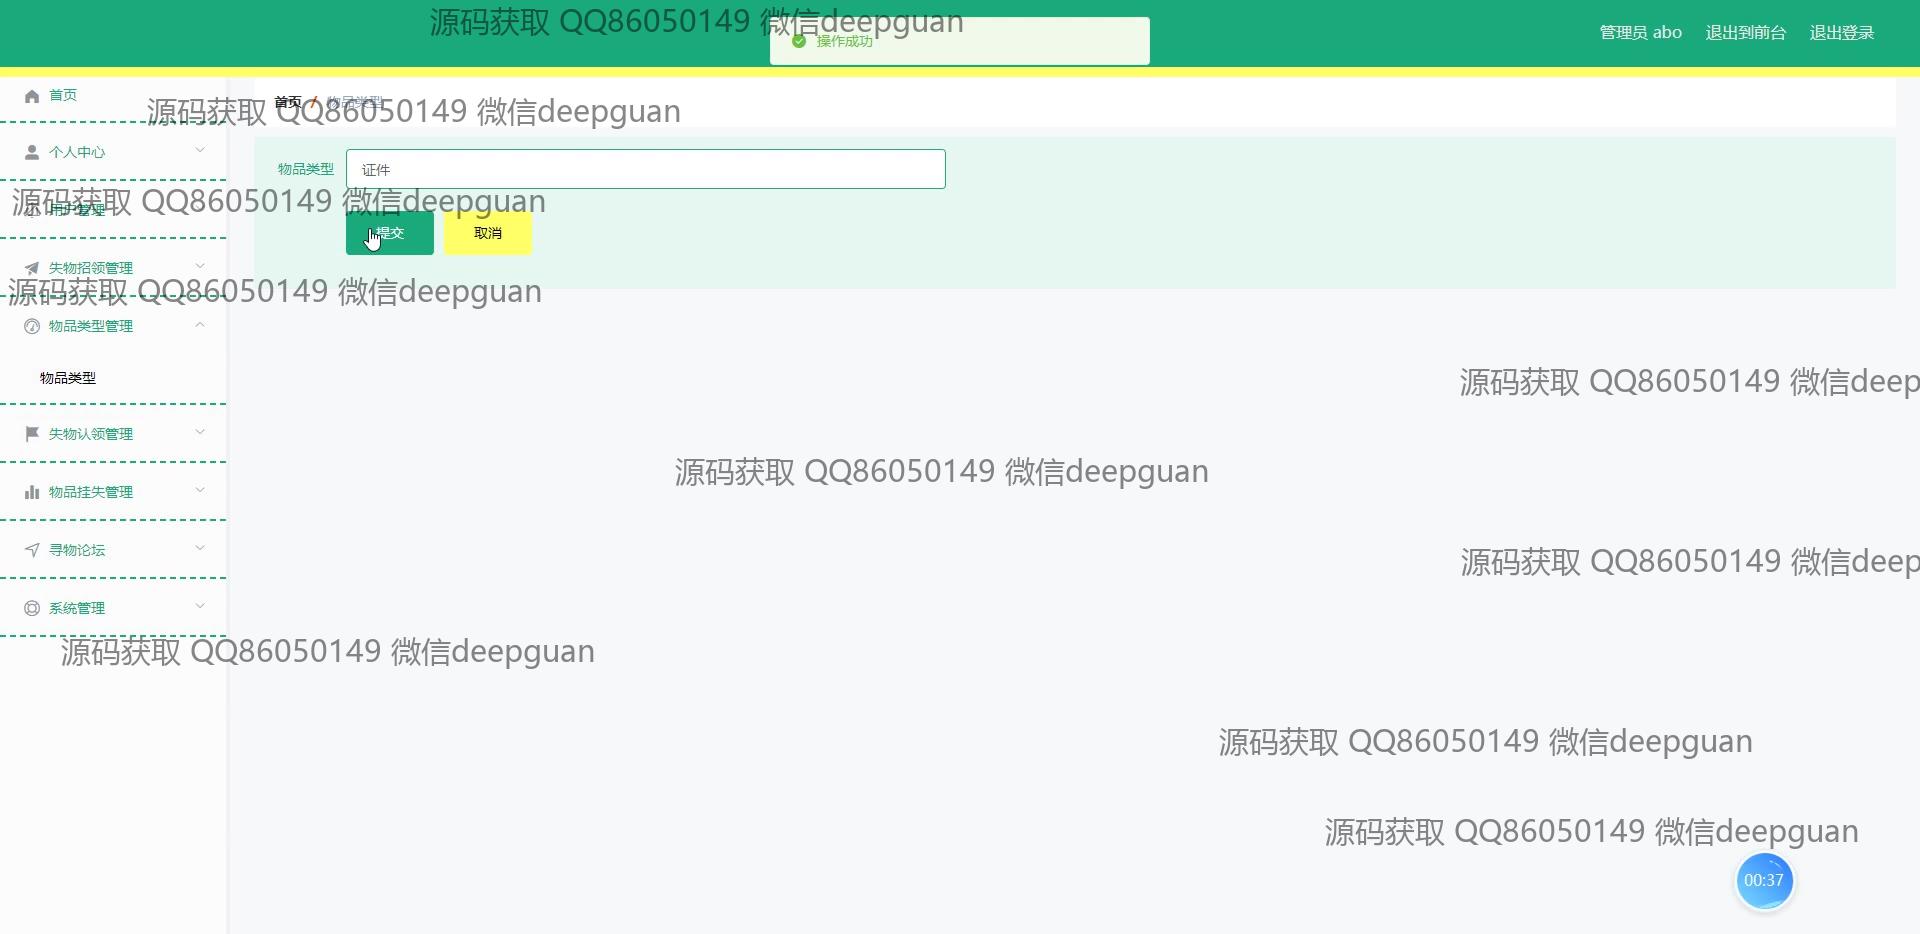 源码获取 QQ86050149 微信deepguan
操作成功
管理员 abo 退出到前台 退出登录
首页
首页 / 物品类型
源码获取 QQ86050149 微信deepguan
个人中心
物品类型 证件
用户管理
源码获取 QQ86050149 微信deepguan
提交 取消
失物招领管理
源码获取 QQ86050149 微信deepguan
物品类型管理
物品类型
源码获取 QQ86050149 微信deep
失物认领管理
源码获取 QQ86050149 微信deepguan
物品挂失管理
寻物论坛
源码获取 QQ86050149 微信deep
系统管理
源码获取 QQ86050149 微信deepguan
源码获取 QQ86050149 微信deepguan
源码获取 QQ86050149 微信deepguan
00:37